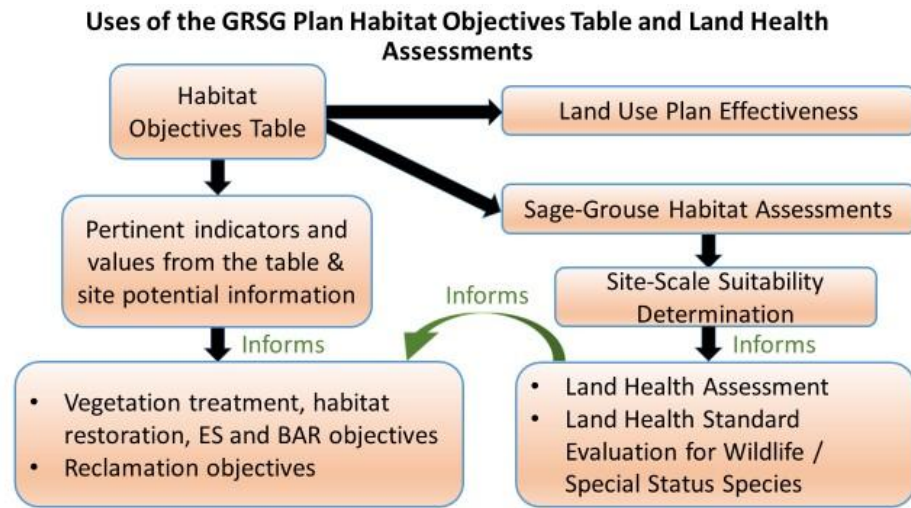 Uses of the GRSG Plan Habitat Objectives Table and Land Health
Assessments
Habitat
Objectives Table
Land Use Plan Effectiveness
Sage-Grouse Habitat Assessments
Pertinent indicators and
values from the table &
site potential information
Site-Scale Suitability
Determination
Informs
Informs
Informs
• Vegetation treatment, habitat
restoration, ES and BAR objectives
• Reclamation objectives
• Land Health Assessment
• Land Health Standard
Evaluation for Wildlife /
Special Status Species